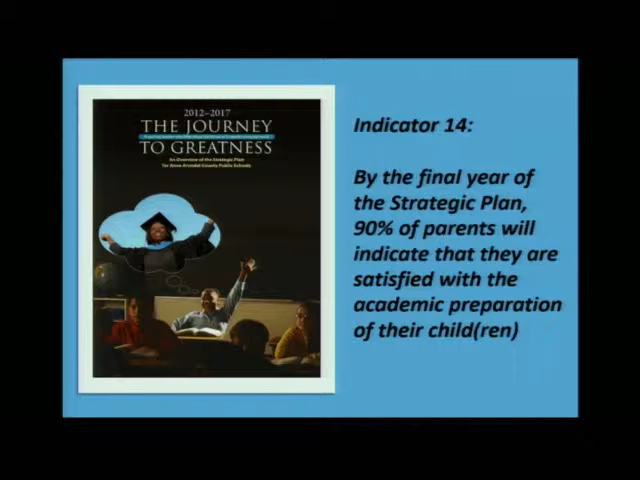 2012–2017
THE JOURNEY
TO GREATNESS
An Overview of the Strategic Plan
for Anne Arundel County Public Schools
Indicator 14:
By the final year of
the Strategic Plan,
90% of parents will
indicate that they are
satisfied with the
academic preparation
of their child(ren)